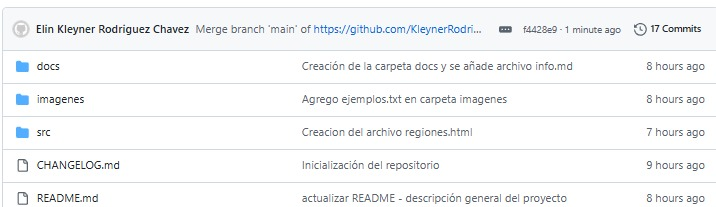 Elin Kleyner Rodriguez Chavez Merge branch 'main' of https://github.com/KleynerRodri... f4428e9 · 1 minute ago 17 Commits
docs Creación de la carpeta docs y se añade archivo info.md 8 hours ago
imagenes Agrego ejemplos.txt en carpeta imagenes 8 hours ago
src Creacion del archivo regiones.html 7 hours ago
CHANGELOG.md Inicialización del repositorio 9 hours ago
README.md actualizar README - descripción general del proyecto 8 hours ago